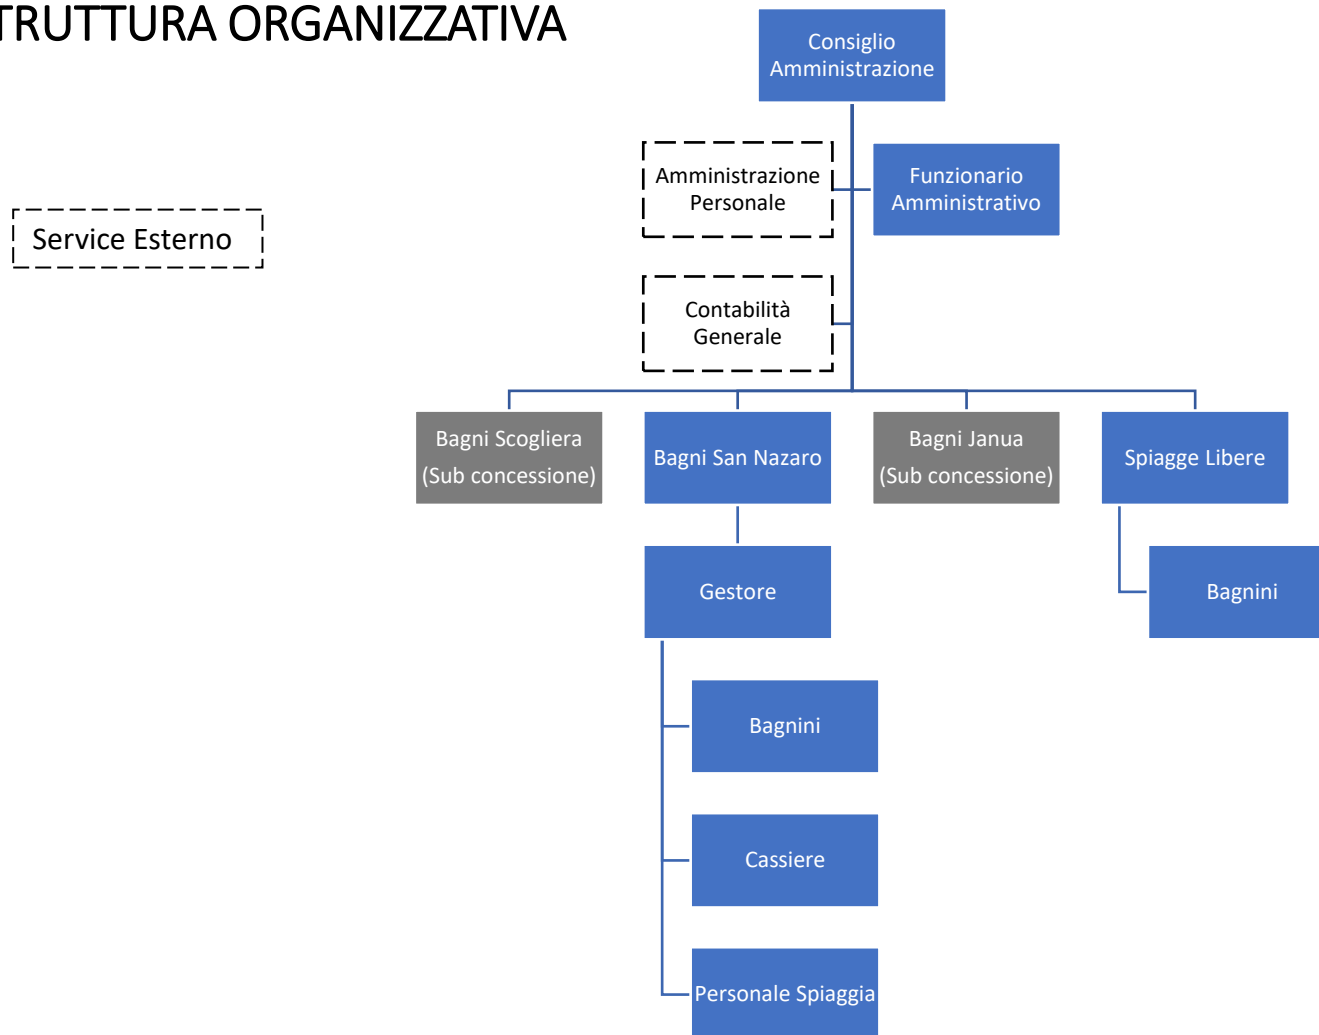 TRUTTURA ORGANIZZATIVA
Consiglio
Amministrazione
Amministrazione
Personale
Funzionario
Amministrativo
Service Esterno
Contabilità
Generale
Bagni Scogliera
(Sub concessione)
Bagni San Nazaro
Bagni Janua
(Sub concessione)
Spiagge Libere
Gestore
Bagnini
Bagnini
Cassiere
Personale Spiaggia